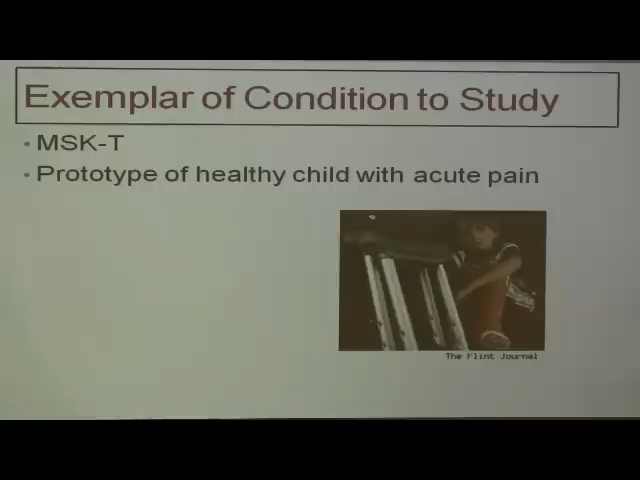 Exemplar of Condition to Study
• MSK-T
• Prototype of healthy child with acute pain
The Flint Journal